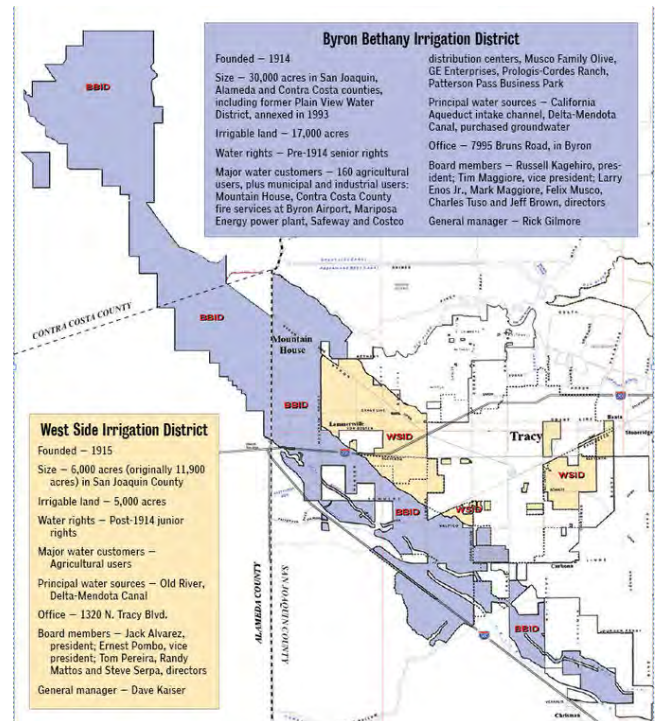 Byron Bethany Irrigation District
Founded – 1914
Size – 30,000 acres in San Joaquin,
Alameda and Contra Costa counties,
including former Plain View Water
District, annexed in 1993
Irrigable land – 17,000 acres
Water rights – Pre-1914 senior rights
Major water customers – 160 agricultural
users, plus municipal and industrial users:
Mountain House, Contra Costa County
fire services at Byron Airport, Mariposa
Energy power plant, Safeway and Costco
distribution centers, Musco Family Olive,
GE Enterprises, Prologis-Cordes Ranch,
Patterson Pass Business Park
Principal water sources – California
Aqueduct intake channel, Delta-Mendota
Canal, purchased groundwater
Office – 7995 Bruns Road, in Byron
Board members – Russell Kagehiro, pres-
ident; Tim Maggiore, vice president; Larry
Enos Jr., Mark Maggiore, Felix Musco,
Charles Tuso and Jeff Brown, directors
General manager – Rick Gilmore
BBID
CONTRA COSTA COUNTY
BBID
Mountain
House
BBID
Lammersville
WSID
Tracy
Banta
WSID
WSID
BBID
Carbona
BBID
ALAMEDA COUNTY
SAN JOAQUIN COUNTY
West Side Irrigation District
Founded – 1915
Size – 6,000 acres (originally 11,900
acres) in San Joaquin County
Irrigable land – 5,000 acres
Water rights – Post-1914 junior
rights
Major water customers –
Agricultural users
Principal water sources – Old River,
Delta-Mendota Canal
Office – 1320 N. Tracy Blvd.
Board members – Jack Alvarez,
president; Ernest Pombo, vice
president; Tom Pereira, Randy
Mattos and Steve Serpa, directors
General manager – Dave Kaiser